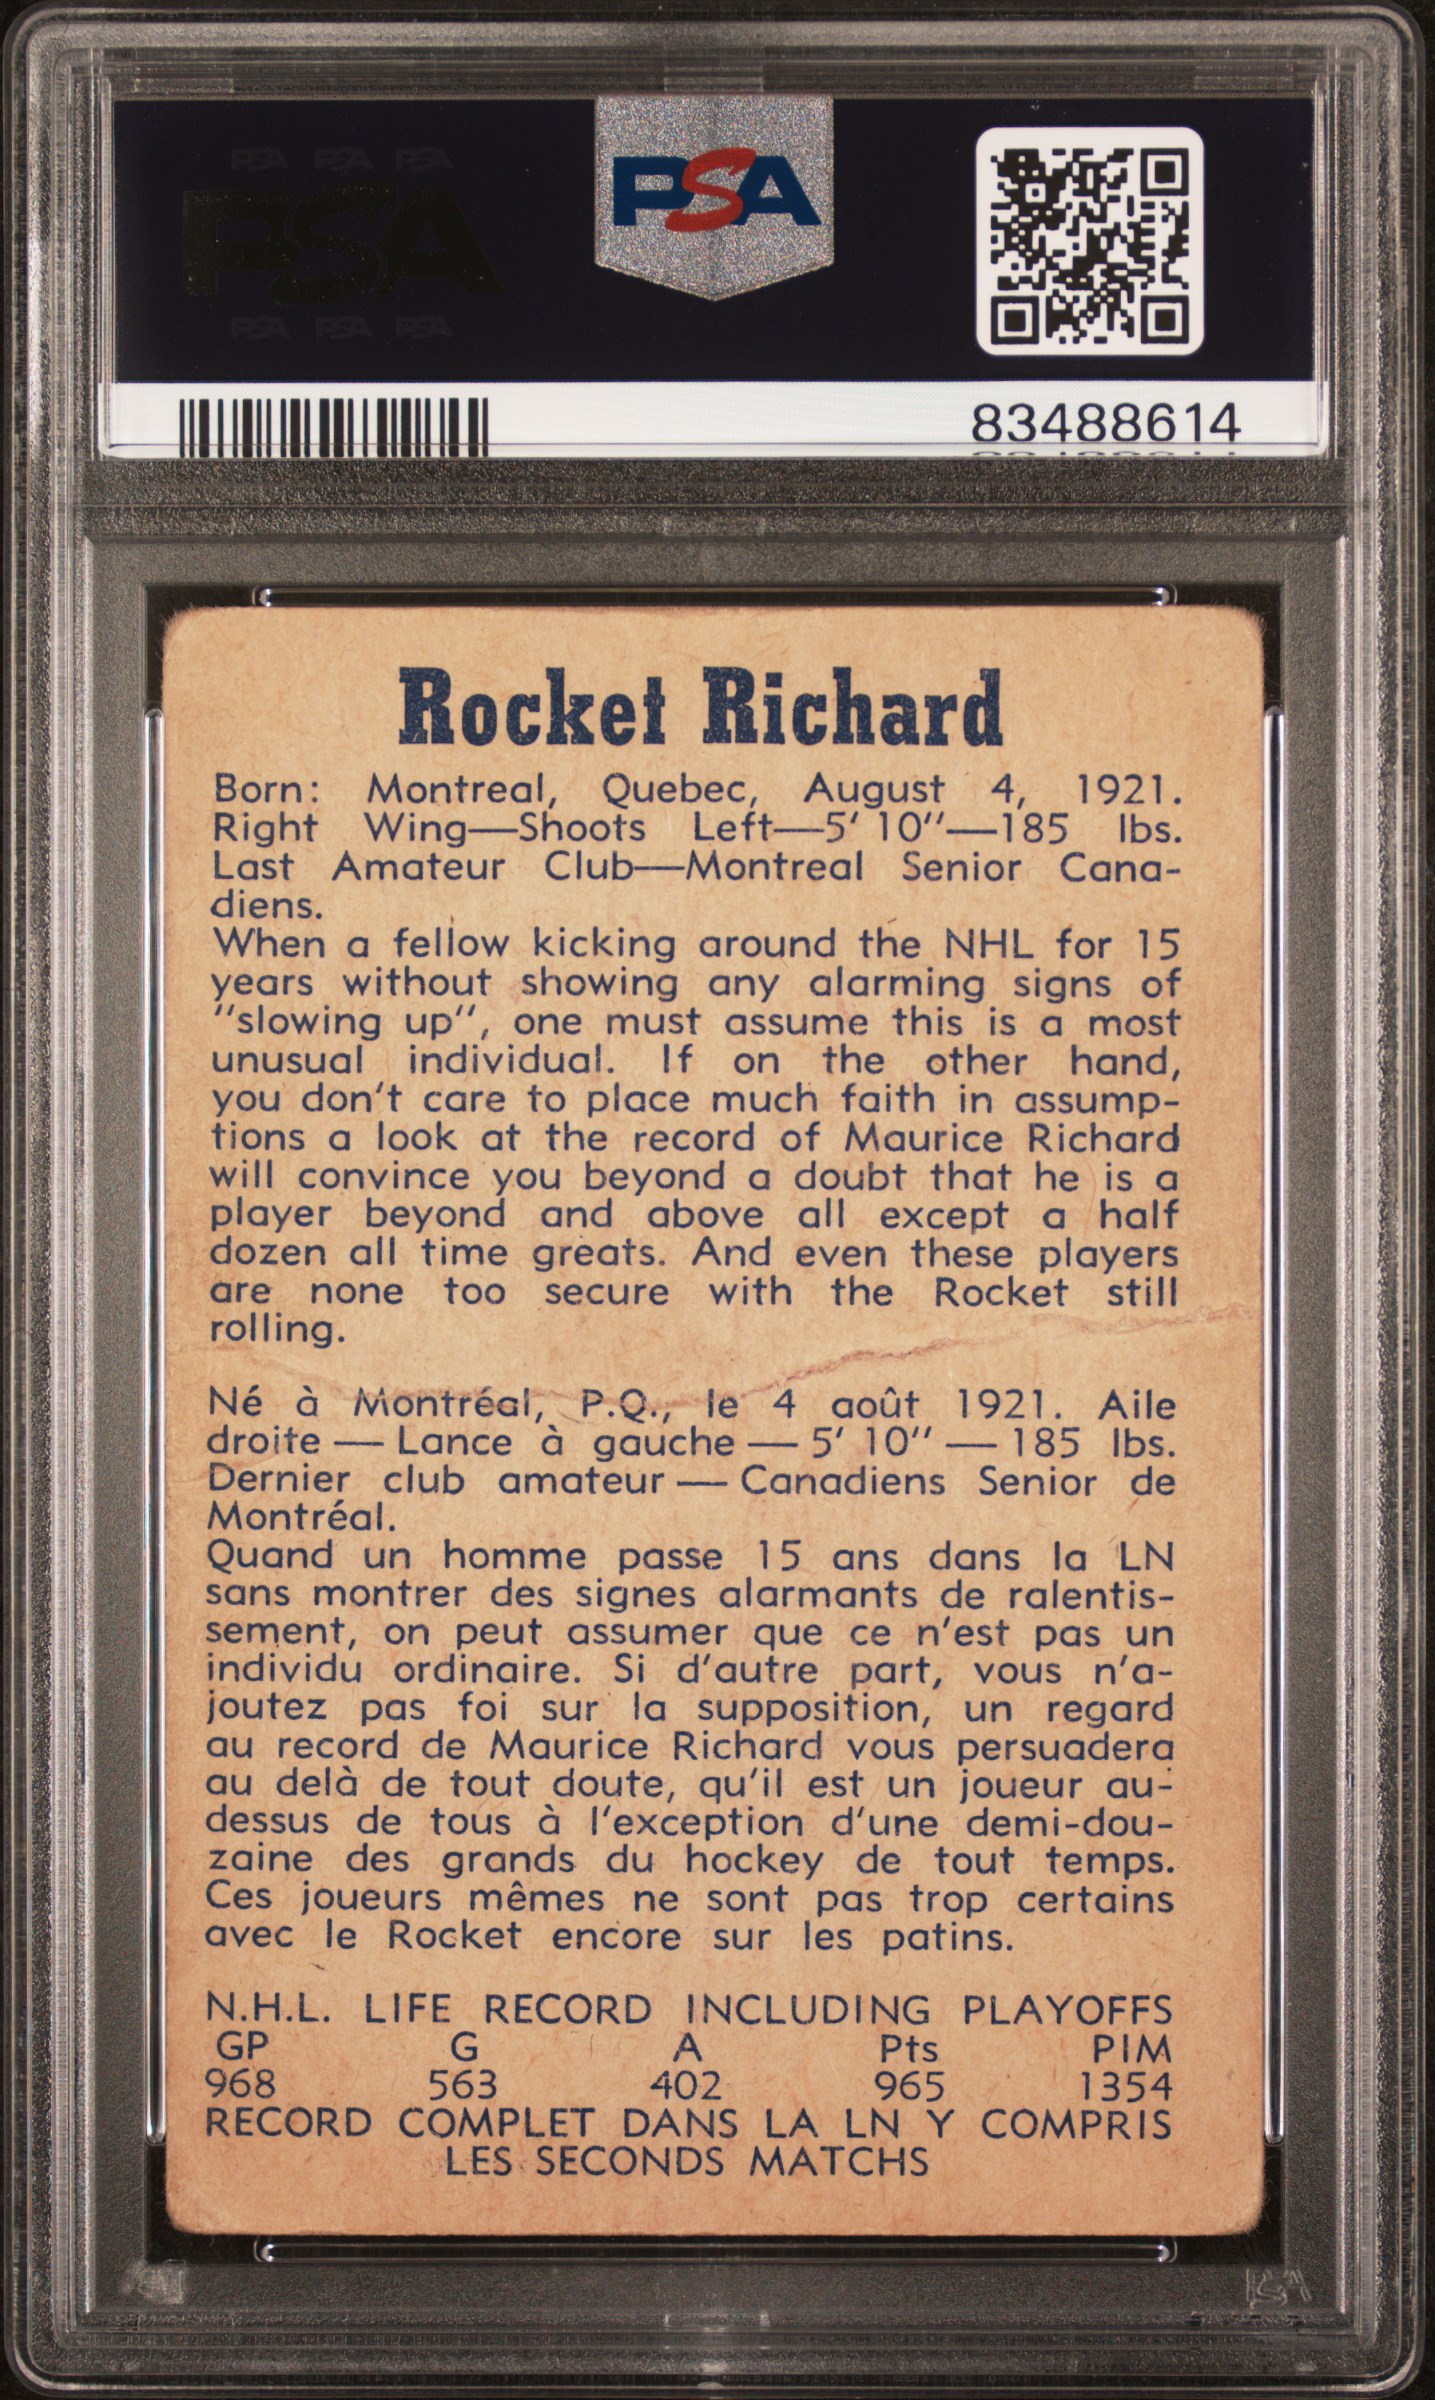 PSA PSA PSA
PSA
PSA PSA PSA
PSA
83488614
Rocket Richard
Born: Montreal, Quebec, August 4, 1921.
Right Wing—Shoots Left—5' 10"—185 lbs.
Last Amateur Club—Montreal Senior Cana-
diens.
When a fellow kicking around the NHL for 15
years without showing any alarming signs of
"slowing up", one must assume this is a most
unusual individual. If on the other hand,
you don't care to place much faith in assump-
tions a look at the record of Maurice Richard
will convince you beyond a doubt that he is a
player beyond and above all except a half
dozen all time greats. And even these players
are none too secure with the Rocket still
rolling.
Né à Montréal, P.Q., le 4 août 1921. Aile
droite — Lance à gauche — 5' 10" — 185 lbs.
Dernier club amateur — Canadiens Senior de
Montréal.
Quand un homme passe 15 ans dans la LN
sans montrer des signes alarmants de ralentis-
sement, on peut assumer que ce n'est pas un
individu ordinaire. Si d'autre part, vous n'a-
joutez pas foi sur la supposition, un regard
au record de Maurice Richard vous persuadera
au delà de tout doute, qu'il est un joueur au-
dessus de tous à l'exception d'une demi-dou-
zaine des grands du hockey de tout temps.
Ces joueurs mêmes ne sont pas trop certains
avec le Rocket encore sur les patins.
N.H.L. LIFE RECORD INCLUDING PLAYOFFS
GP G A Pts PIM
968 563 402 965 1354
RECORD COMPLET DANS LA LN Y COMPRIS
LES SECONDS MATCHS
PSA